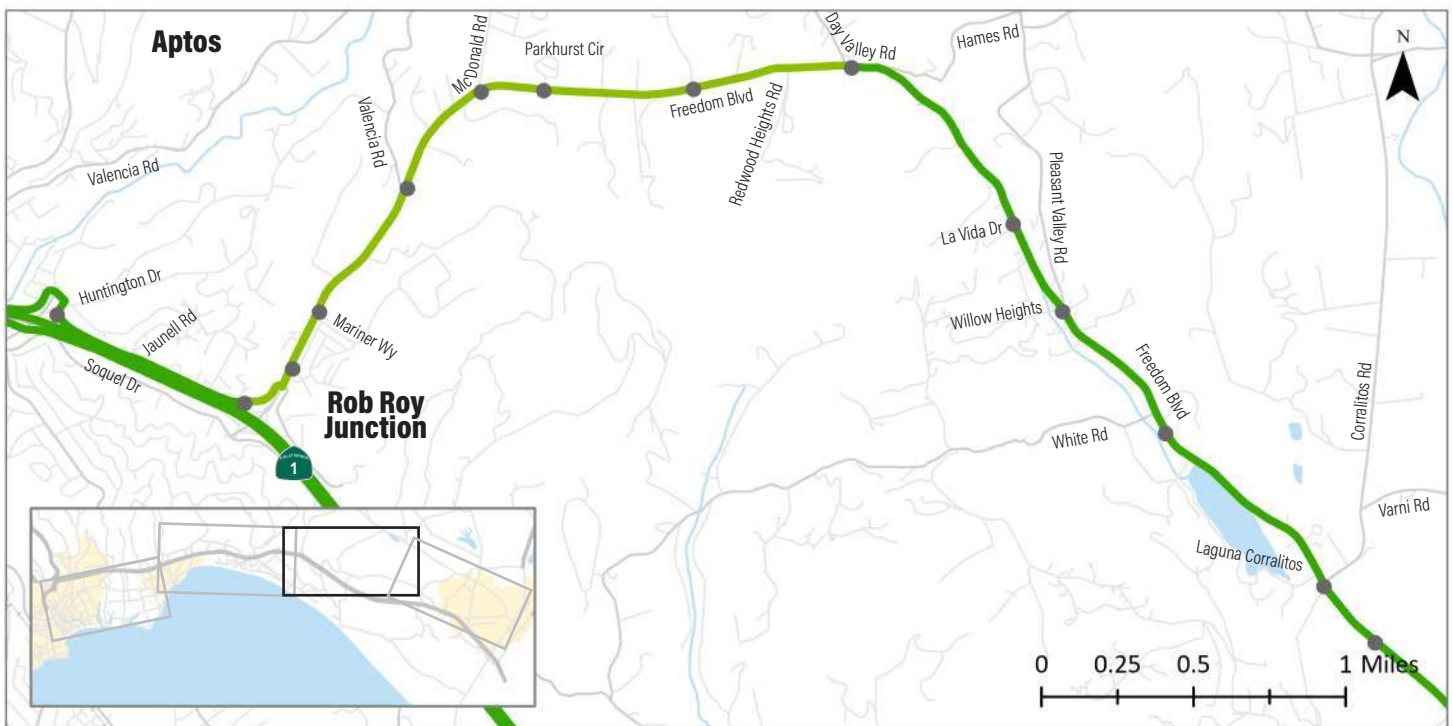 Aptos
McDonald Rd
Parkhurst Cir
Day Valley Rd
Hames Rd
N
Valencia Rd
Valencia Rd
Freedom Blvd
Redwood Heights Rd
Pleasant Valley Rd
La Vida Dr
Huntington Dr
Jaunell Rd
Soquel Dr
Mariner Wy
Willow Heights
Freedom Blvd
Corralitos Rd
Rob Roy
Junction
White Rd
CALIFORNIA
1
Varni Rd
Laguna Corralitos
0 0.25 0.5 1 Miles